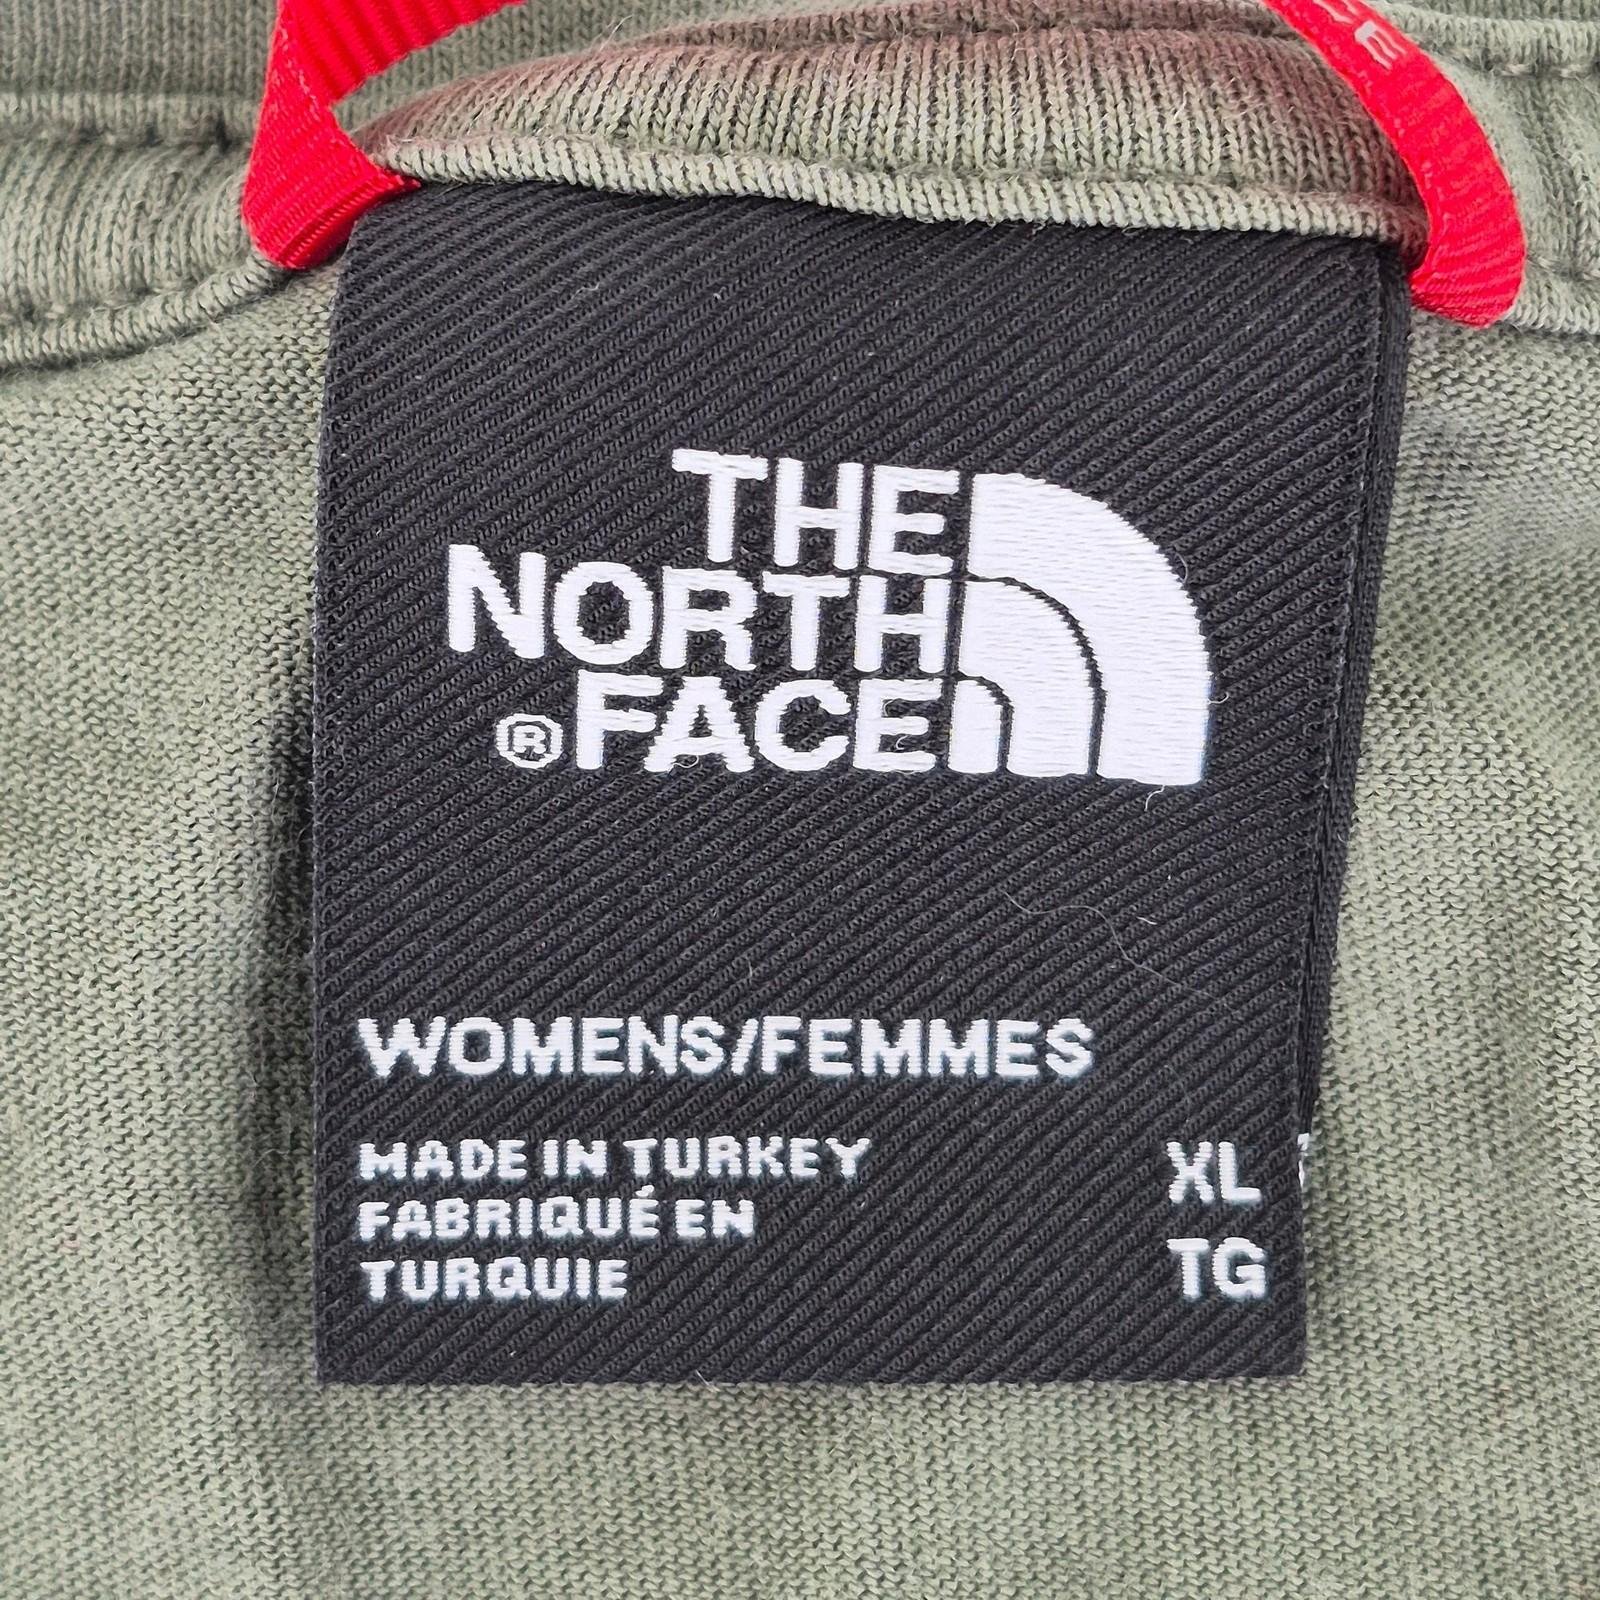 THE
NORTH
®FACE
WOMENS/FEMMES
MADE IN TURKEY XL
FABRIQUÉ EN
TURQUIE TG